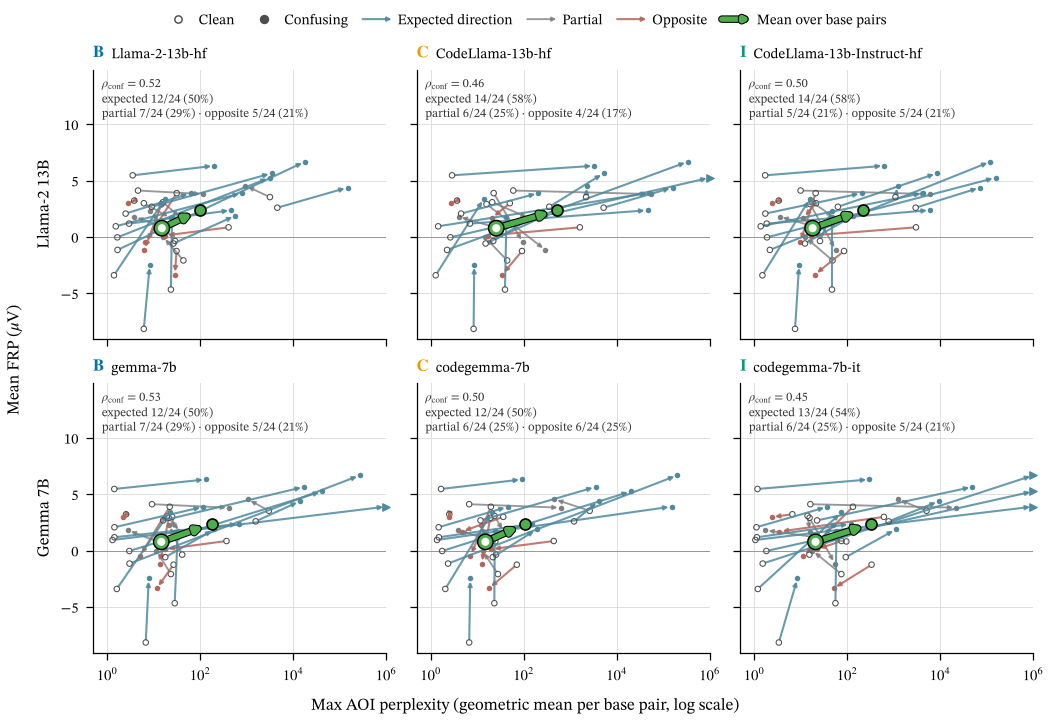 Clean Confusing Expected direction Partial Opposite Mean over base pairs
B Llama-2-13b-hf
ρconf = 0.52
expected 12/24 (50%)
partial 7/24 (29%) · opposite 5/24 (21%)
C CodeLlama-13b-hf
ρconf = 0.46
expected 14/24 (58%)
partial 6/24 (25%) · opposite 4/24 (17%)
I CodeLlama-13b-Instruct-hf
ρconf = 0.50
expected 14/24 (58%)
partial 5/24 (21%) · opposite 5/24 (21%)
Llama-2 13B
10
5
0
−5
Mean FRP (μV)
B gemma-7b
ρconf = 0.53
expected 12/24 (50%)
partial 7/24 (29%) · opposite 5/24 (21%)
C codegemma-7b
ρconf = 0.50
expected 12/24 (50%)
partial 6/24 (25%) · opposite 6/24 (25%)
I codegemma-7b-it
ρconf = 0.45
expected 13/24 (54%)
partial 6/24 (25%) · opposite 5/24 (21%)
Gemma 7B
10
5
0
−5
10⁰ 10² 10⁴ 10⁶ 10⁰ 10² 10⁴ 10⁶ 10⁰ 10² 10⁴ 10⁶
Max AOI perplexity (geometric mean per base pair, log scale)